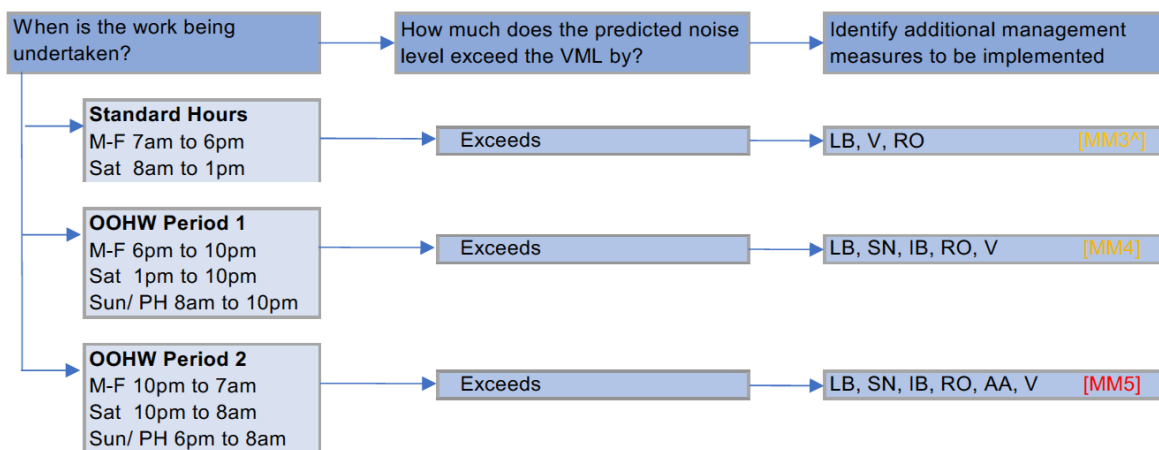 When is the work being
undertaken?
How much does the predicted noise
level exceed the VML by?
Identify additional management
measures to be implemented
Standard Hours
M-F 7am to 6pm
Sat 8am to 1pm
Exceeds
LB, V, RO [MM3^]
OOHW Period 1
M-F 6pm to 10pm
Sat 1pm to 10pm
Sun/ PH 8am to 10pm
Exceeds
LB, SN, IB, RO, V [MM4]
OOHW Period 2
M-F 10pm to 7am
Sat 10pm to 8am
Sun/ PH 6pm to 8am
Exceeds
LB, SN, IB, RO, AA, V [MM5]